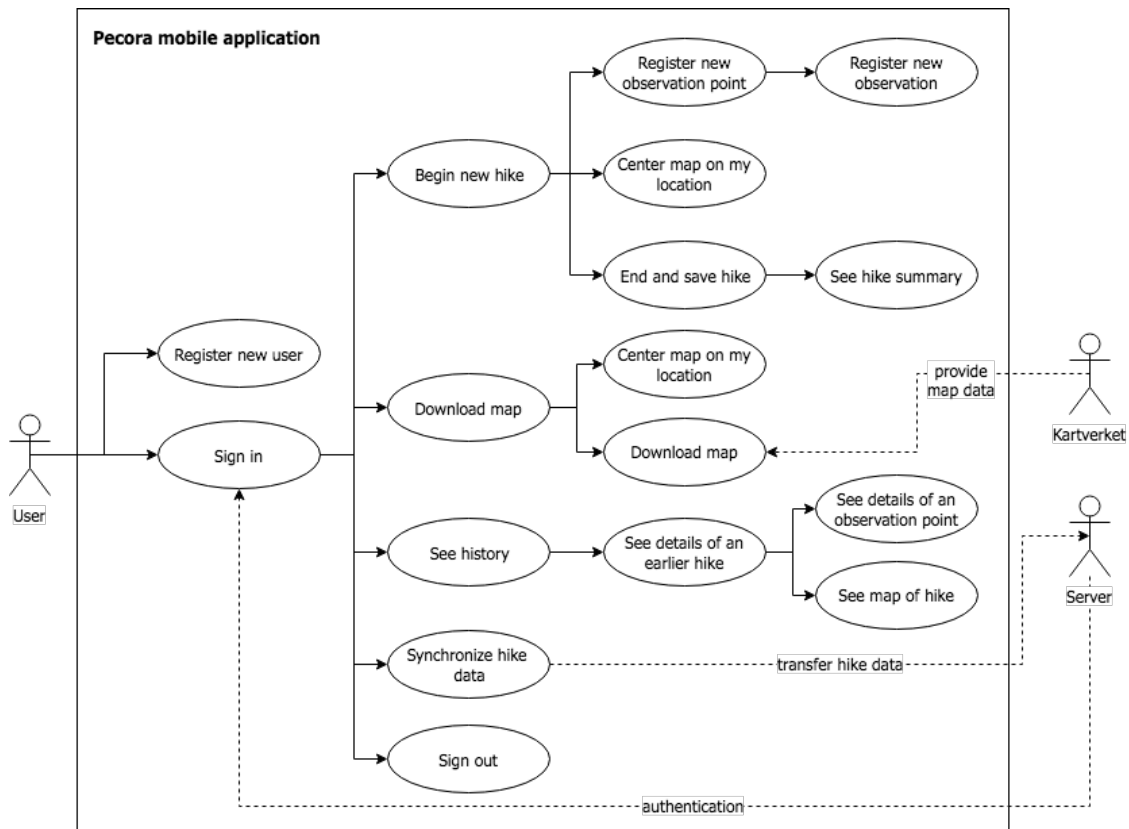 Pecora mobile application
Register new
observation point
Register new
observation
Begin new hike
Center map on my
location
End and save hike
See hike summary
Register new user
Center map on my
location
Download map
provide
map data
Kartverket
Sign in
Download map
User
See details of an
observation point
See history
See details of an
earlier hike
See map of hike
Server
Synchronize hike
data
transfer hike data
Sign out
authentication